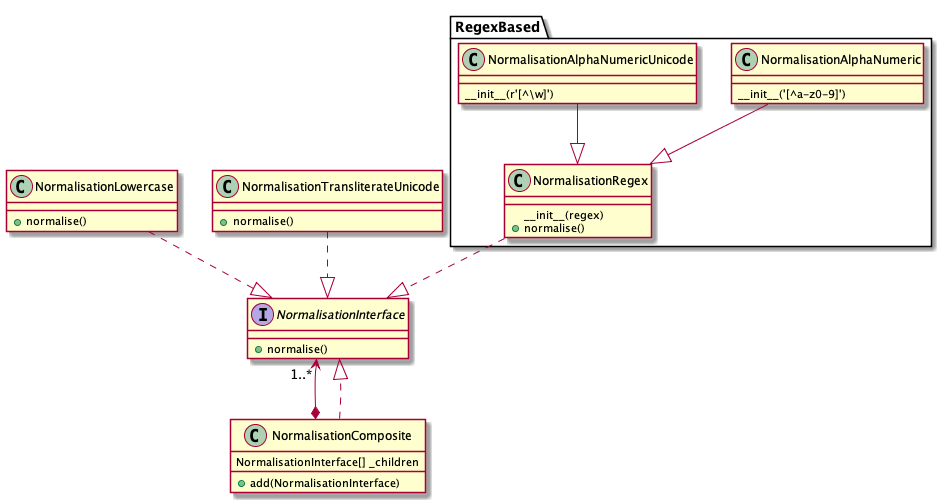 RegexBased
C NormalisationAlphaNumericUnicode
__init__(r'[^\w]')
C NormalisationAlphaNumeric
__init__('[^a-z0-9]')
C NormalisationLowercase
normalise()
C NormalisationTransliterateUnicode
normalise()
C NormalisationRegex
__init__(regex)
normalise()
I NormalisationInterface
normalise()
1..*
C NormalisationComposite
NormalisationInterface[] _children
add(NormalisationInterface)